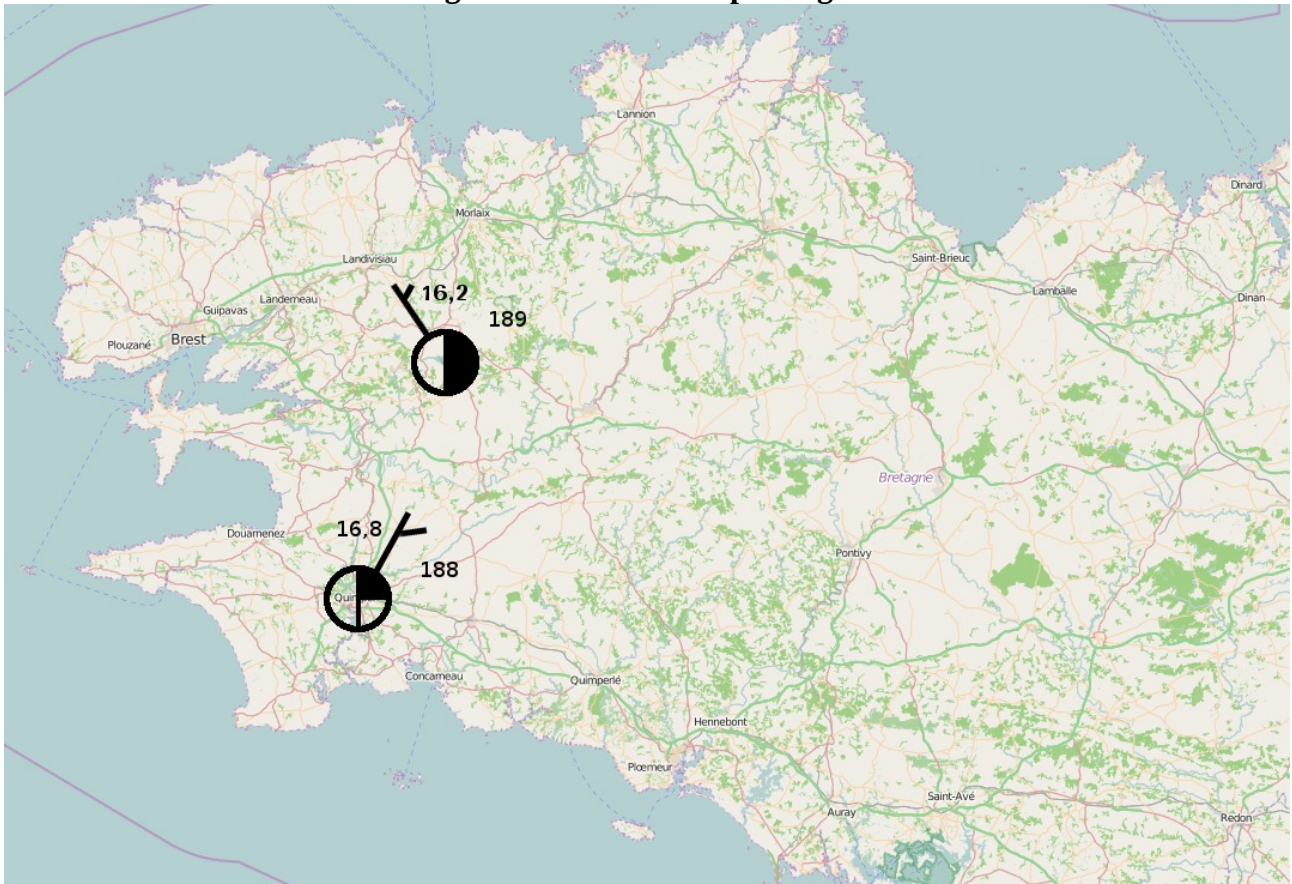 Lannion
Dinard
Morlaix
Landivisiau
Saint-Brieuc
Lamballe
Dinan
16,2
Landerneau
Guipavas
189
Plouzané
Brest
Bretagne
Douarnenez
16,8
Pontivy
188
Concarneau
Quimperlé
Hennebont
Plœmeur
Saint-Avé
Auray
Redon